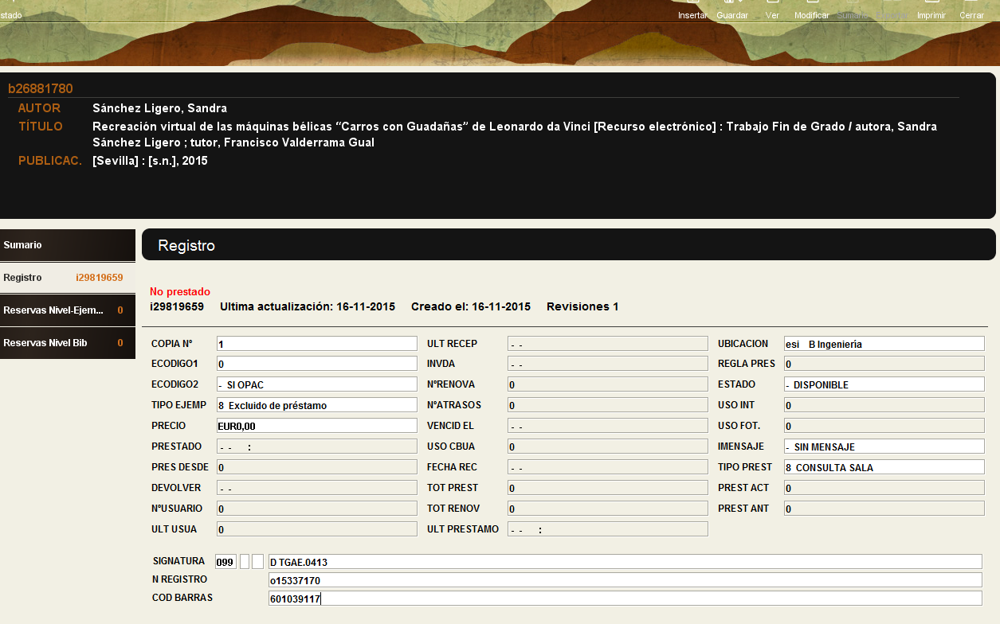 stado
Insertar Guardar Ver Modificar Sumario Imprimir Cerrar
b26881780
AUTOR Sánchez Ligero, Sandra
TÍTULO Recreación virtual de las máquinas bélicas “Carros con Guadañas” de Leonardo da Vinci [Recurso electrónico] : Trabajo Fin de Grado / autora, Sandra
Sánchez Ligero ; tutor, Francisco Valderrama Gual
PUBLICAC. [Sevilla] : [s.n.], 2015
Sumario
Registro i29819659
Reservas Nivel-Ejem... 0
Reservas Nivel Bib 0
Registro
No prestado
i29819659 Ultima actualización: 16-11-2015 Creado el: 16-11-2015 Revisiones 1
COPIA Nº 1 ULT RECEP - - UBICACION esi B Ingeniería
ECODIGO1 0 INVDA - - REGLA PRES 0
ECODIGO2 - SI OPAC NºRENOVA 0 ESTADO - DISPONIBLE
TIPO EJEMP 8 Excluido de préstamo NºATRASOS 0 USO INT 0
PRECIO EUR0,00 VENCID EL - - USO FOT. 0
PRESTADO - - : USO CBUA 0 IMENSAJE - SIN MENSAJE
PRES DESDE 0 FECHA REC - - TIPO PREST 8 CONSULTA SALA
DEVOLVER - - TOT PREST 0 PREST ACT 0
NºUSUARIO 0 TOT RENOV 0 PREST ANT 0
ULT USUA 0 ULT PRESTAMO - - :
SIGNATURA 099 D TGAE.0413
N REGISTRO o15337170
COD BARRAS 601039117